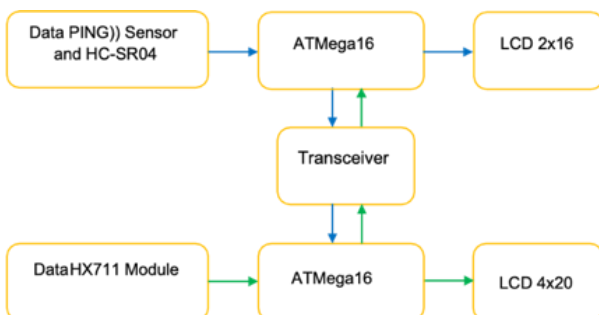 Data PING)) Sensor
and HC-SR04
ATMega16
LCD 2x16
Transceiver
DataHX711 Module
ATMega16
LCD 4x20